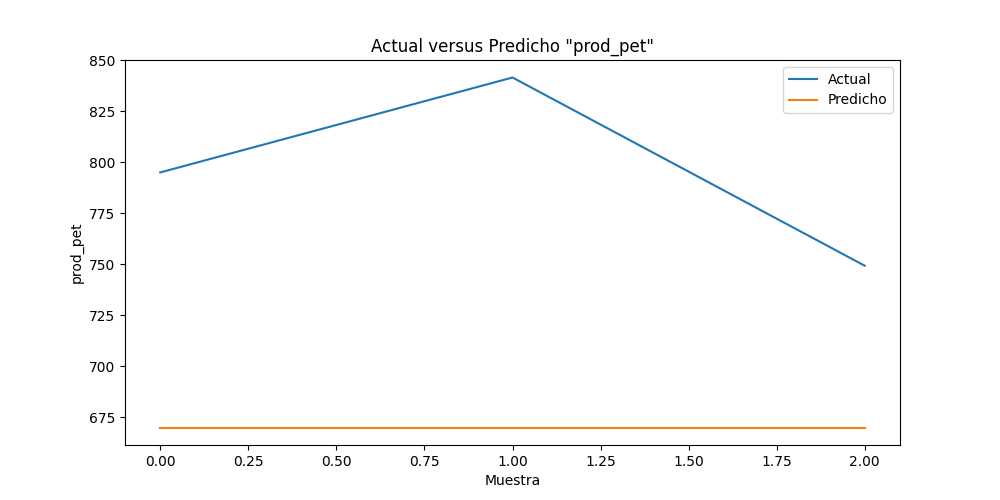 Actual versus Predicho "prod_pet"
Actual
Predicho
850
825
800
775
750
725
700
675
prod_pet
0.00 0.25 0.50 0.75 1.00 1.25 1.50 1.75 2.00
Muestra